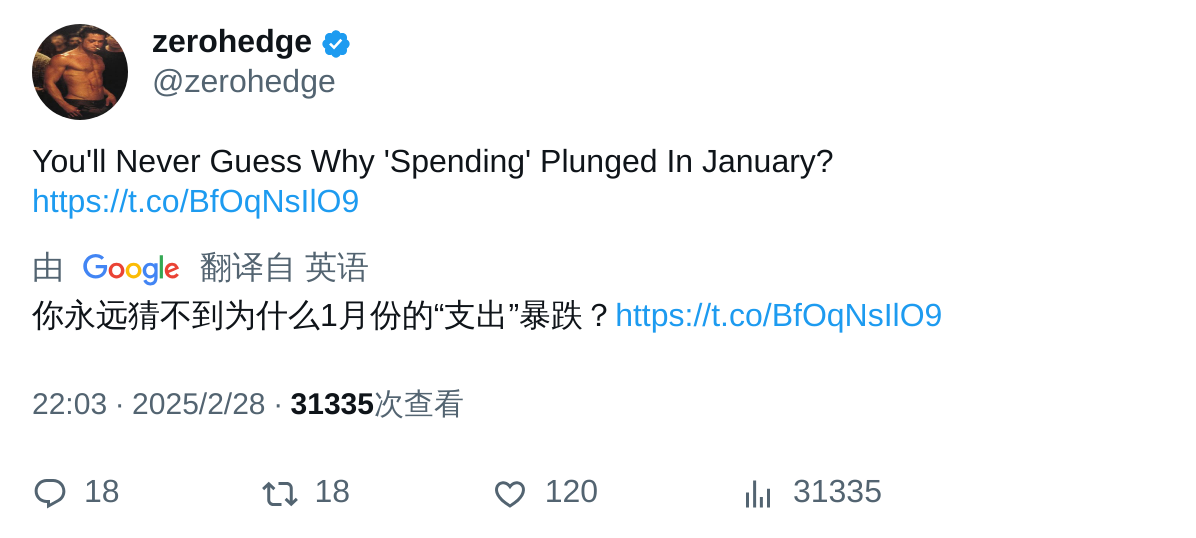 zerohedge
@zerohedge
You'll Never Guess Why 'Spending' Plunged In January?
https://t.co/BfOqNsIlO9
由 Google 翻译自 英语
你永远猜不到为什么1月份的“支出”暴跌？https://t.co/BfOqNsIlO9
22:03 · 2025/2/28 · 31335次查看
18 18 120 31335